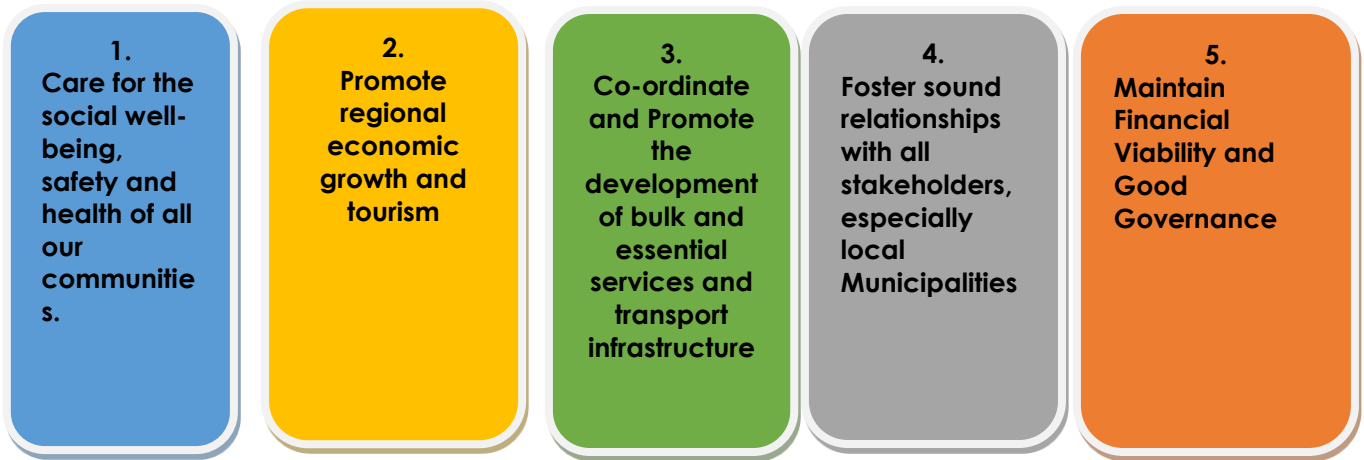 1.
Care for the
social well-
being,
safety and
health of all
our
communitie
s.
2.
Promote
regional
economic
growth and
tourism
3.
Co-ordinate
and Promote
the
development
of bulk and
essential
services and
transport
infrastructure
4.
Foster sound
relationships
with all
stakeholders,
especially
local
Municipalities
5.
Maintain
Financial
Viability and
Good
Governance